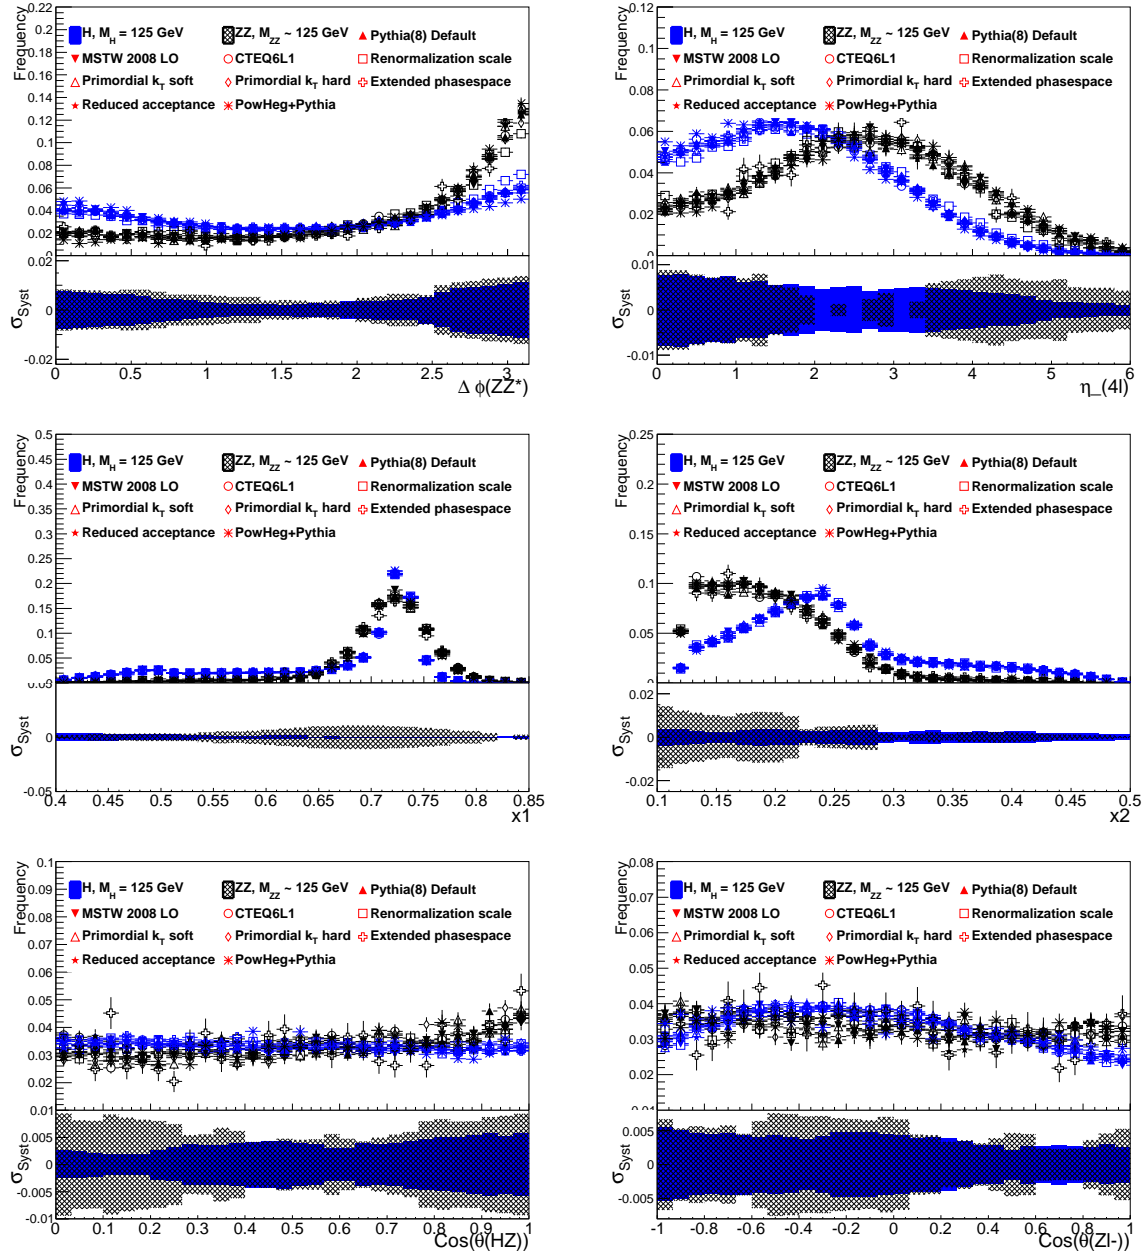 Frequency
0.22
0.2
0.18
0.16
0.14
0.12
0.1
0.08
0.06
0.04
0.02
H, M_H = 125 GeV ZZ, M_ZZ ~ 125 GeV Pythia(8) Default
MSTW 2008 LO CTEQ6L1 Renormalization scale
Primordial k_T soft Primordial k_T hard Extended phasespace
Reduced acceptance PowHeg+Pythia
σ_Syst
0.02
0
-0.02
0 0.5 1 1.5 2 2.5 3
Δ φ(ZZ*)
Frequency
0.12
0.1
0.08
0.06
0.04
0.02
H, M_H = 125 GeV ZZ, M_ZZ ~ 125 GeV Pythia(8) Default
MSTW 2008 LO CTEQ6L1 Renormalization scale
Primordial k_T soft Primordial k_T hard Extended phasespace
Reduced acceptance PowHeg+Pythia
σ_Syst
0.01
0
-0.01
0 1 2 3 4 5 6
η_(4l)
Frequency
0.5
0.45
0.4
0.35
0.3
0.25
0.2
0.15
0.1
0.05
H, M_H = 125 GeV ZZ, M_ZZ ~ 125 GeV Pythia(8) Default
MSTW 2008 LO CTEQ6L1 Renormalization scale
Primordial k_T soft Primordial k_T hard Extended phasespace
Reduced acceptance PowHeg+Pythia
σ_Syst
0.05
0
-0.05
0.4 0.45 0.5 0.55 0.6 0.65 0.7 0.75 0.8 0.85
x1
Frequency
0.25
0.2
0.15
0.1
0.05
H, M_H = 125 GeV ZZ, M_ZZ ~ 125 GeV Pythia(8) Default
MSTW 2008 LO CTEQ6L1 Renormalization scale
Primordial k_T soft Primordial k_T hard Extended phasespace
Reduced acceptance PowHeg+Pythia
σ_Syst
0.02
0
-0.02
0.1 0.15 0.2 0.25 0.3 0.35 0.4 0.45 0.5
x2
Frequency
0.1
0.09
0.08
0.07
0.06
0.05
0.04
0.03
0.02
H, M_H = 125 GeV ZZ, M_ZZ ~ 125 GeV Pythia(8) Default
MSTW 2008 LO CTEQ6L1 Renormalization scale
Primordial k_T soft Primordial k_T hard Extended phasespace
Reduced acceptance PowHeg+Pythia
σ_Syst
0.01
0.005
0
-0.005
-0.01
0 0.1 0.2 0.3 0.4 0.5 0.6 0.7 0.8 0.9 1
Cos(θ(HZ))
Frequency
0.08
0.07
0.06
0.05
0.04
0.03
0.02
0.01
H, M_H = 125 GeV ZZ, M_ZZ ~ 125 GeV Pythia(8) Default
MSTW 2008 LO CTEQ6L1 Renormalization scale
Primordial k_T soft Primordial k_T hard Extended phasespace
Reduced acceptance PowHeg+Pythia
σ_Syst
0.005
0
-0.005
-1 -0.8 -0.6 -0.4 -0.2 0 0.2 0.4 0.6 0.8 1
Cos(θ(Zl-))